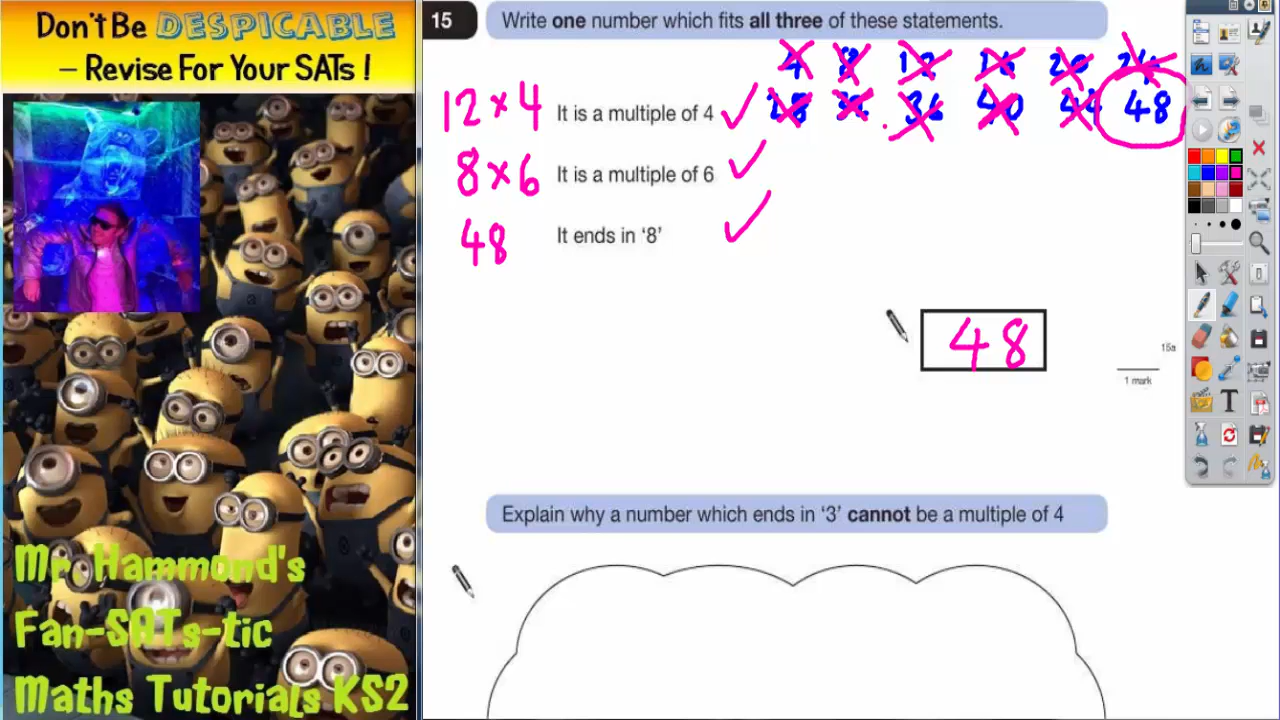 Don't Be DESPICABLE
– Revise For Your SATs !
Mr. Hammond's
Fan-SATs-tic
Maths Tutorials KS2
15 Write one number which fits all three of these statements.
4 8 12 16 20 24
28 32 36 40 44 48
12 × 4 It is a multiple of 4 ✓
8 × 6 It is a multiple of 6 ✓
48 It ends in ‘8’ ✓
48
15a
1 mark
Explain why a number which ends in ‘3’ cannot be a multiple of 4